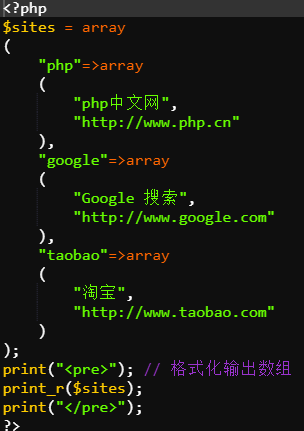 <?php
$sites = array
(
    "php"=>array
    (
        "php中文网",
        "http://www.php.cn"
    ),
    "google"=>array
    (
        "Google 搜索",
        "http://www.google.com"
    ),
    "taobao"=>array
    (
        "淘宝",
        "http://www.taobao.com"
    )
);
print("<pre>"); // 格式化输出数组
print_r($sites);
print("</pre>");
?>